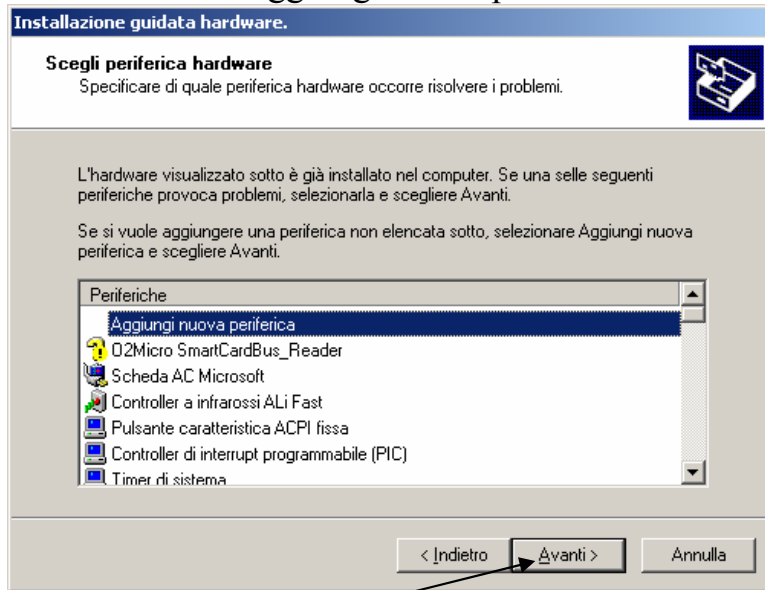 Installazione guidata hardware.
Scegli periferica hardware
Specificare di quale periferica hardware occorre risolvere i problemi.
L'hardware visualizzato sotto è già installato nel computer. Se una selle seguenti
periferiche provoca problemi, selezionarla e scegliere Avanti.
Se si vuole aggiungere una periferica non elencata sotto, selezionare Aggiungi nuova
periferica e scegliere Avanti.
Periferiche
Aggiungi nuova periferica
O2Micro SmartCardBus_Reader
Scheda AC Microsoft
Controller a infrarossi ALi Fast
Pulsante caratteristica ACPI fissa
Controller di interrupt programmabile (PIC)
Timer di sistema
< Indietro Avanti > Annulla